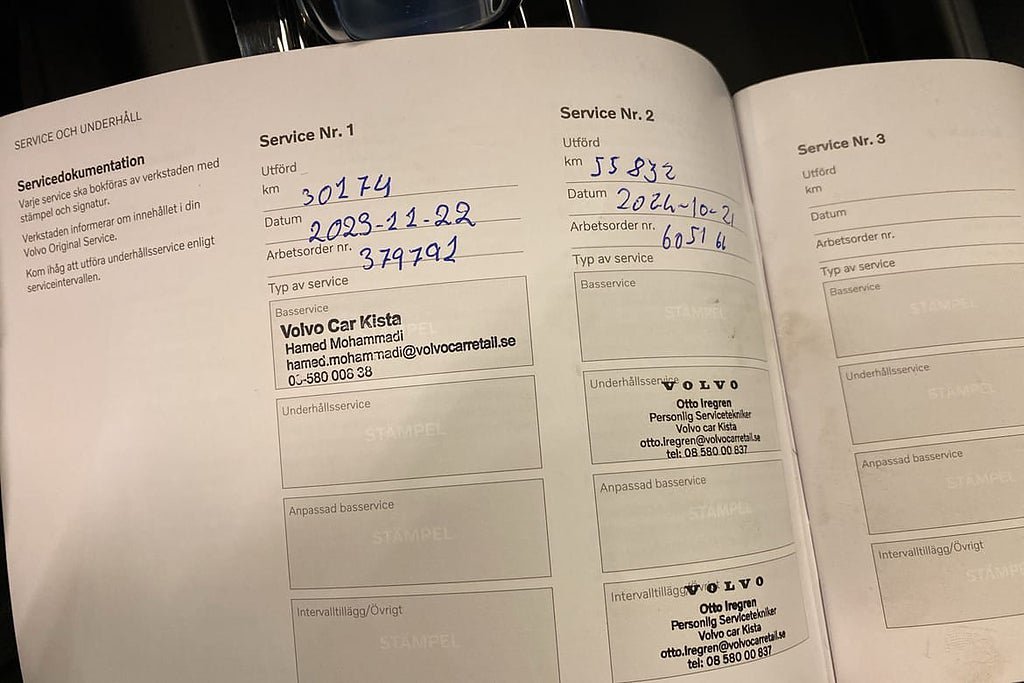 SERVICE OCH UNDERHÅLL
Servicedokumentation
Varje service ska bokföras av verkstaden med
stämpel och signatur.
Verkstaden informerar om innehållet i din
Volvo Original Service.
Kom ihåg att utföra underhållsservice enligt
serviceintervallen.
Service Nr. 1
Utförd
km 30174
Datum 2023-11-22
Arbetsorder nr. 379791
Typ av service
Basservice
Volvo Car Kista
Hamed Mohammadi
hamed.mohammadi@volvocarretail.se
08-580 008 38
Underhållsservice
STÄMPEL
Anpassad basservice
STÄMPEL
Intervalltillägg/Övrigt
STÄMPEL
Service Nr. 2
Utförd
km 55832
Datum 2024-10-21
Arbetsorder nr. 605166
Typ av service
Basservice
STÄMPEL
Underhållsservice
VOLVO
Otto Iregren
Personlig Servicetekniker
Volvo car Kista
otto.Iregren@volvocarretail.se
tel: 08 580 00 837
Anpassad basservice
STÄMPEL
Intervalltillägg/Övrigt
VOLVO
Otto Iregren
Personlig Servicetekniker
Volvo car Kista
otto.Iregren@volvocarretail.se
tel: 08 580 00 837
Service Nr. 3
Utförd
km
Datum
Arbetsorder nr.
Typ av service
Basservice
STÄMPEL
Underhållsservice
STÄMPEL
Anpassad basservice
STÄMPEL
Intervalltillägg/Övrigt
STÄMPEL